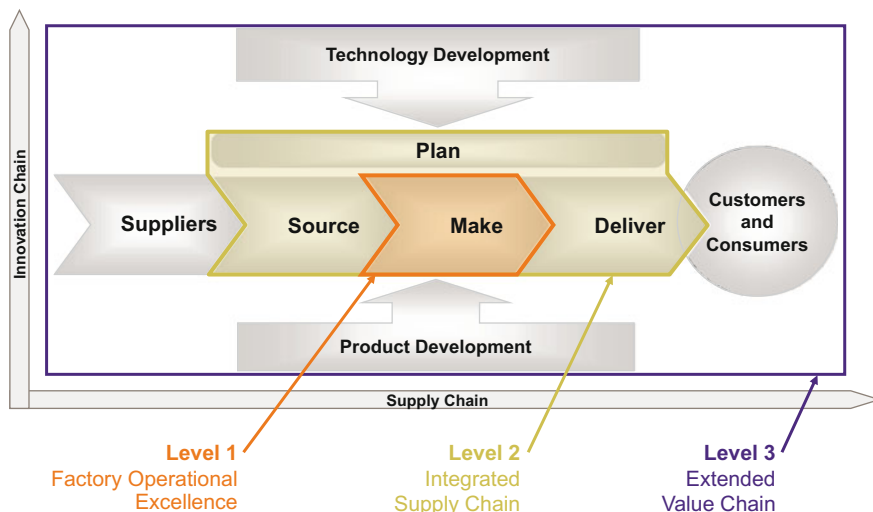 Technology Development
Plan
Innovation Chain
Suppliers
Source
Make
Deliver
Customers
and
Consumers
Product Development
Supply Chain
Level 1
Factory Operational
Excellence
Level 2
Integrated
Supply Chain
Level 3
Extended
Value Chain